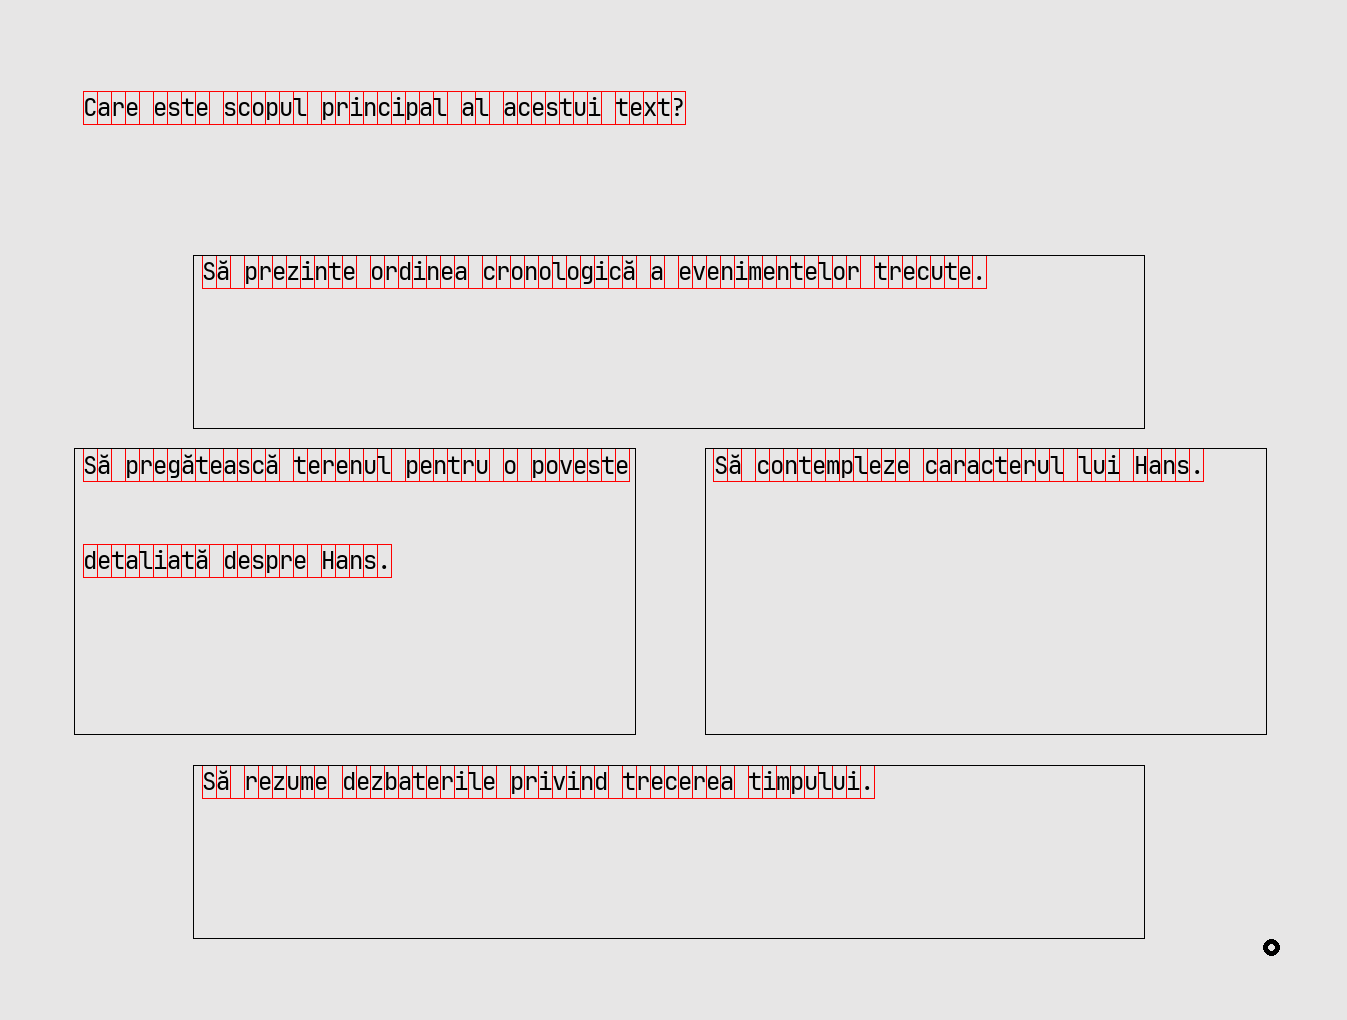 Care este scopul principal al acestui text?
Să prezinte ordinea cronologică a evenimentelor trecute.
Să pregătească terenul pentru o poveste
detaliată despre Hans.
Să contempleze caracterul lui Hans.
Să rezume dezbaterile privind trecerea timpului.